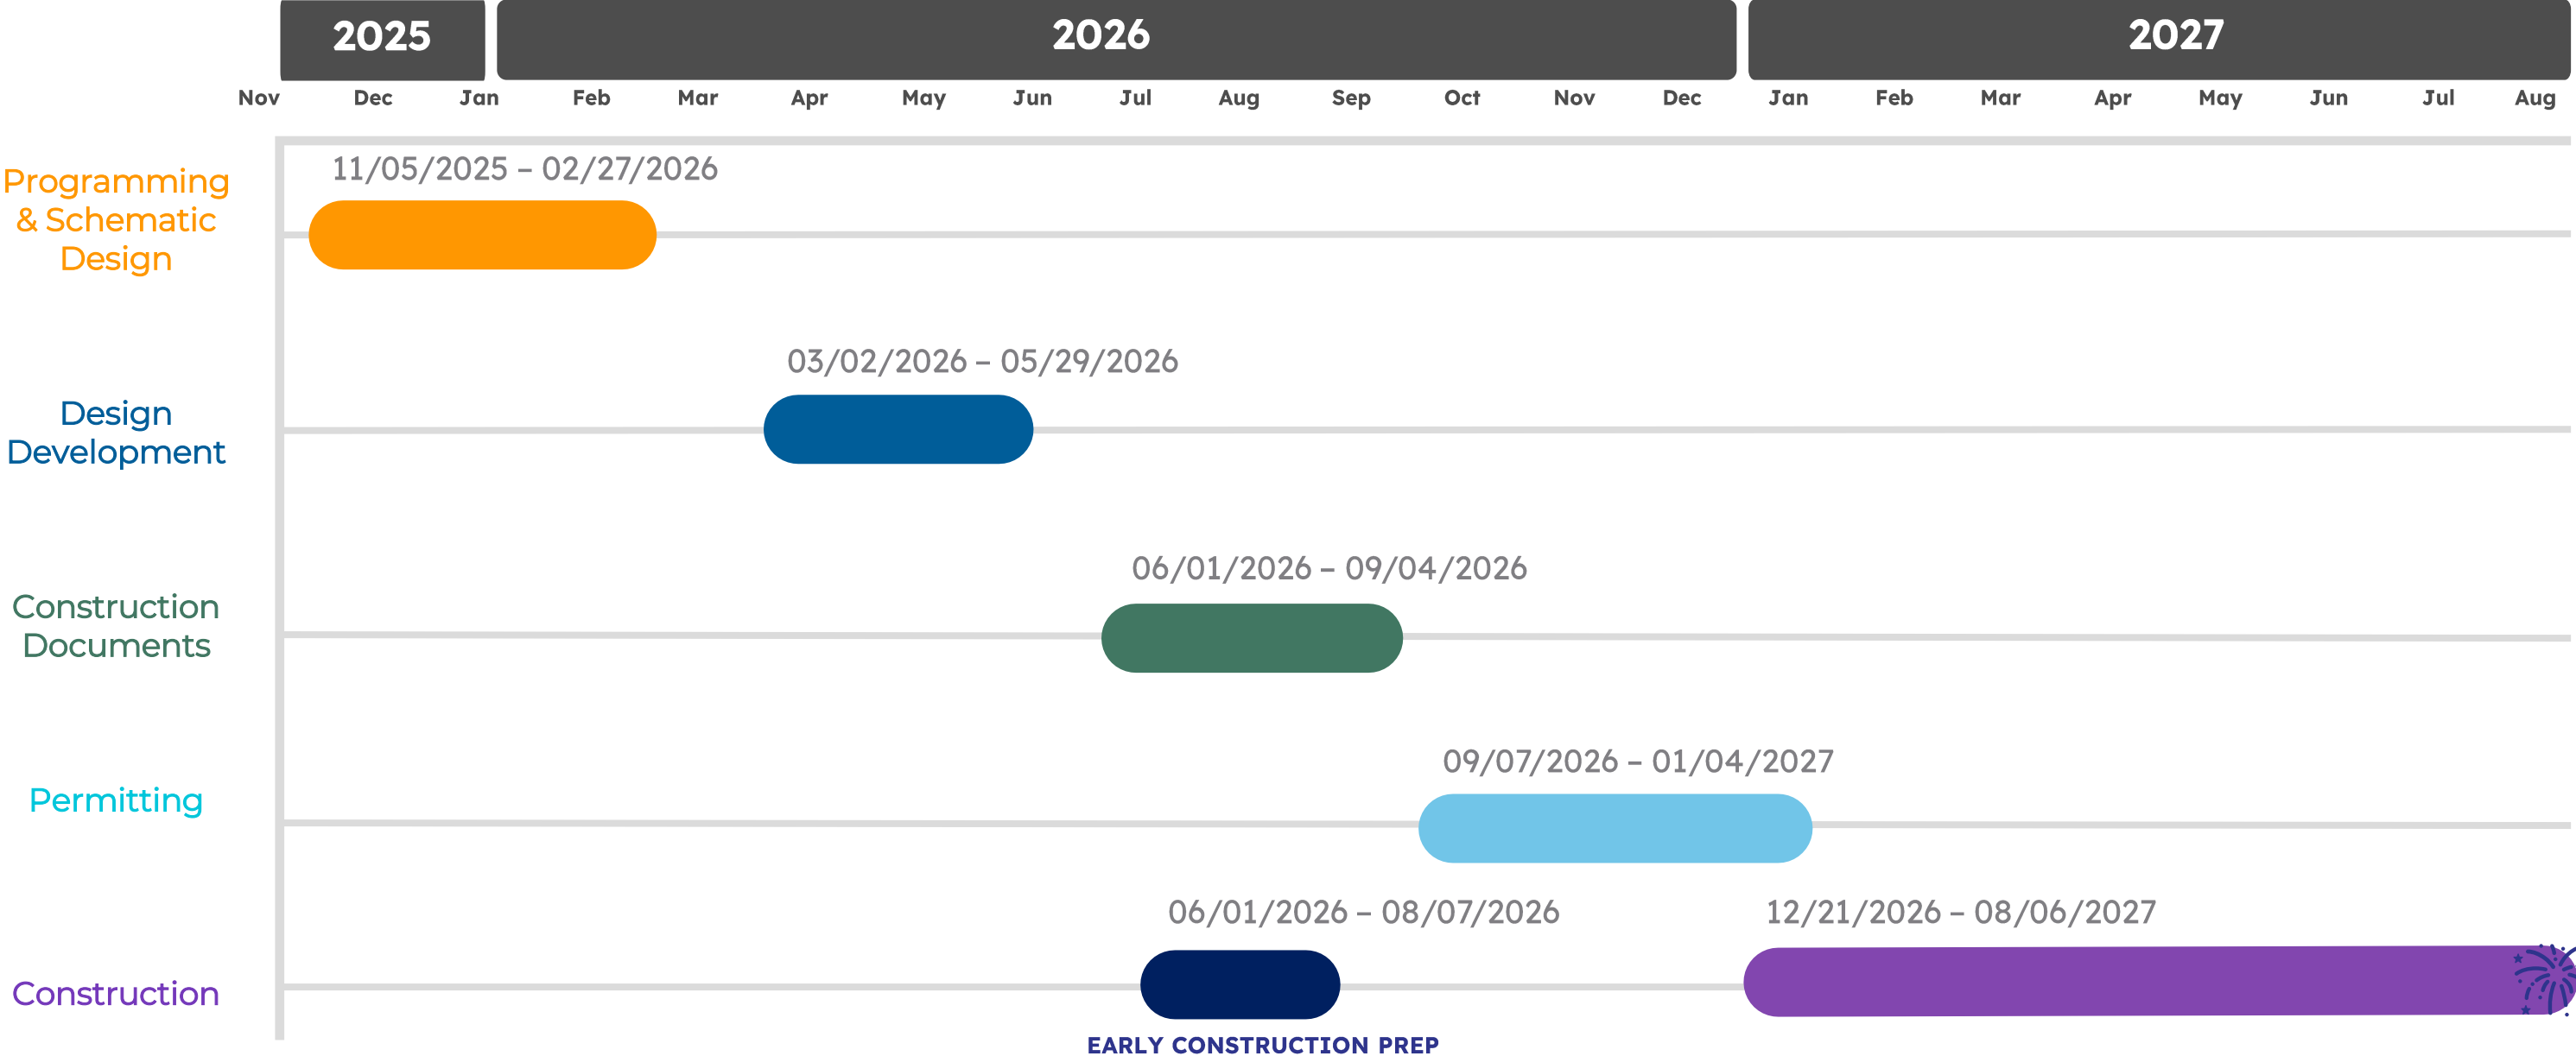 2025 2026 2027
Nov Dec Jan Feb Mar Apr May Jun Jul Aug Sep Oct Nov Dec Jan Feb Mar Apr May Jun Jul Aug
11/05/2025 – 02/27/2026
Programming
& Schematic
Design
03/02/2026 – 05/29/2026
Design
Development
06/01/2026 – 09/04/2026
Construction
Documents
09/07/2026 – 01/04/2027
Permitting
06/01/2026 – 08/07/2026 12/21/2026 – 08/06/2027
Construction
EARLY CONSTRUCTION PREP